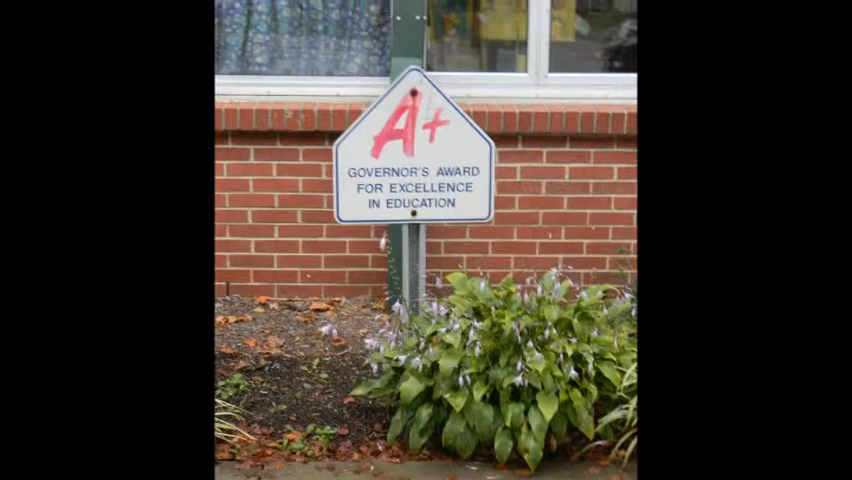 A+
GOVERNOR'S AWARD
FOR EXCELLENCE
IN EDUCATION